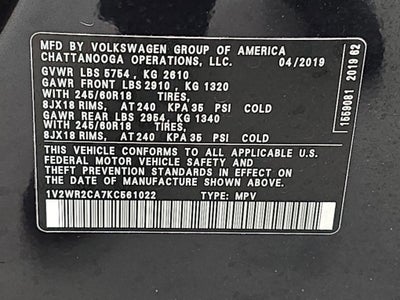 MFD BY VOLKSWAGEN GROUP OF AMERICA
CHATTANOOGA OPERATIONS, LLC. 04/2019
GVWR LBS 5754 , KG 2610
GAWR FRONT LBS 2910 , KG 1320
WITH 245/60R18 TIRES,
8JX18 RIMS, AT 240 KPA 35 PSI COLD
GAWR REAR LBS 2954, KG 1340
WITH 245/60R18 TIRES,
8JX18 RIMS, AT 240 KPA 35 PSI COLD
THIS VEHICLE CONFORMS TO ALL APPLICABLE U.S.
FEDERAL MOTOR VEHICLE SAFETY AND
THEFT PREVENTION STANDARDS IN EFFECT ON
THE DATE OF MANUFACTURE SHOWN ABOVE.
1V2WR2CA7KC561022 TYPE: MPV
1559081 2019 62